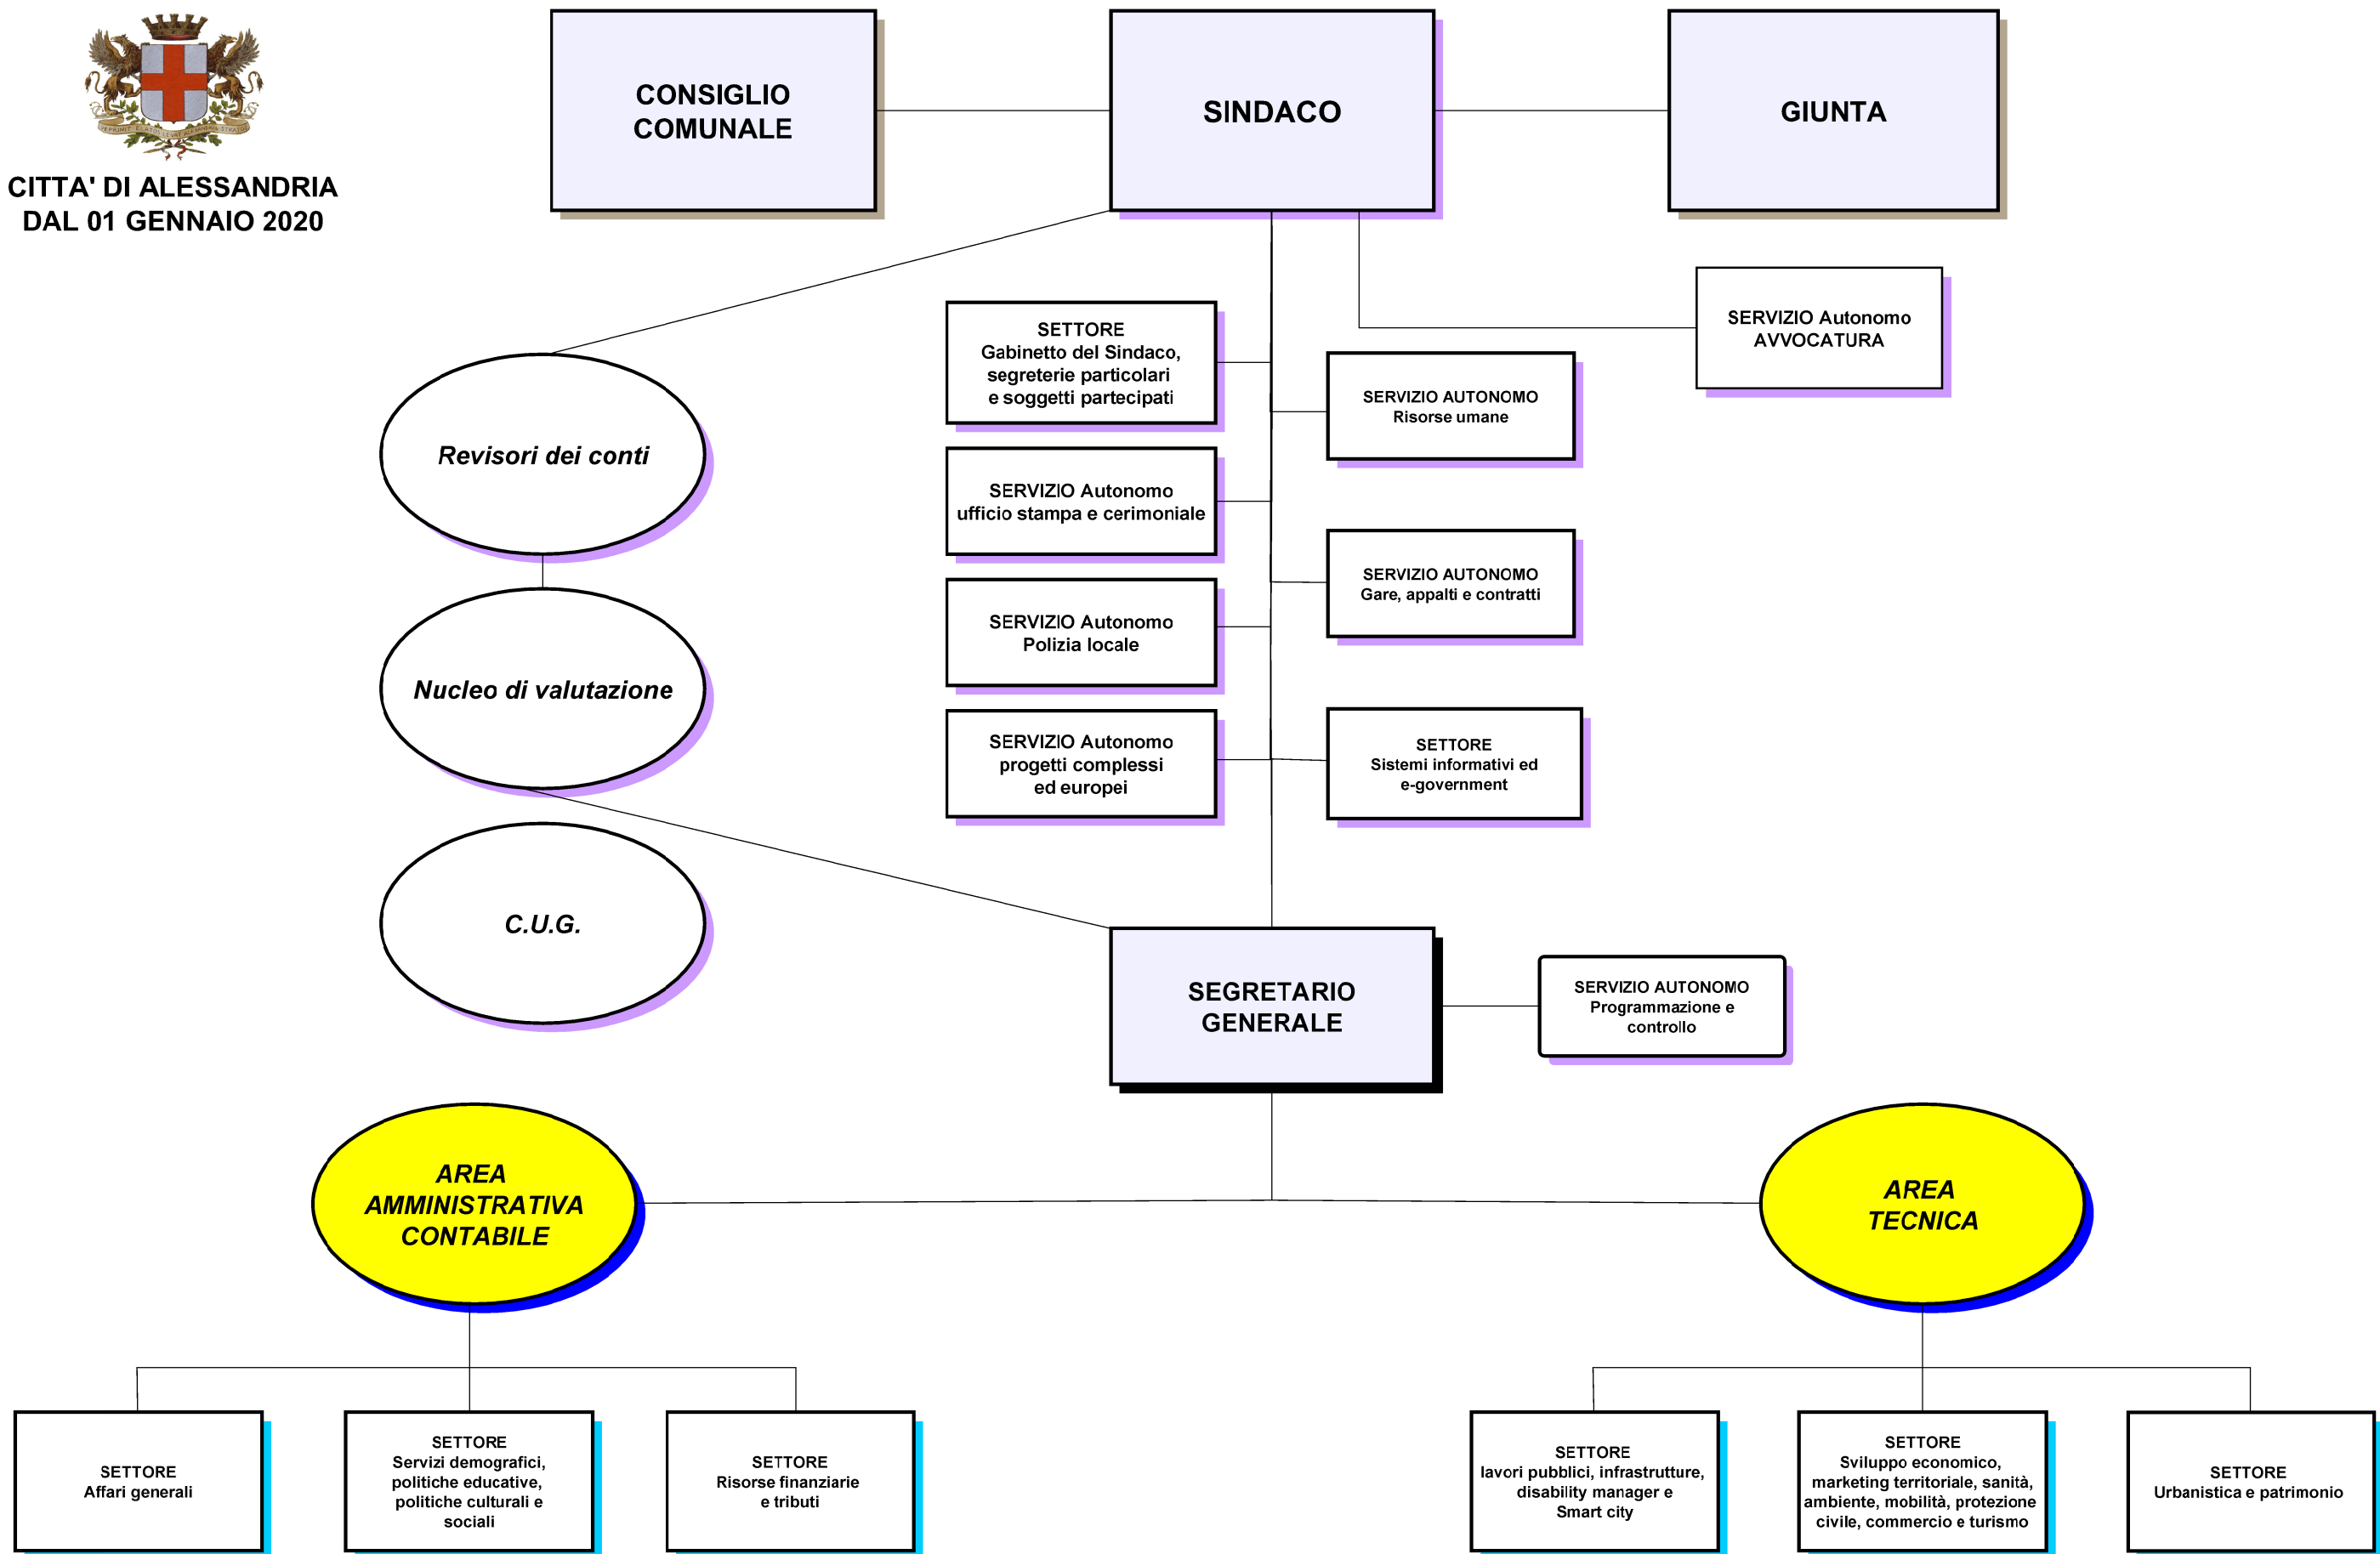 CITTA' DI ALESSANDRIA
DAL 01 GENNAIO 2020
CONSIGLIO
COMUNALE
SINDACO
GIUNTA
SERVIZIO Autonomo
AVVOCATURA
SETTORE
Gabinetto del Sindaco,
segreterie particolari
e soggetti partecipati
SERVIZIO AUTONOMO
Risorse umane
Revisori dei conti
SERVIZIO Autonomo
ufficio stampa e cerimoniale
SERVIZIO AUTONOMO
Gare, appalti e contratti
SERVIZIO Autonomo
Polizia locale
Nucleo di valutazione
SERVIZIO Autonomo
progetti complessi
ed europei
SETTORE
Sistemi informativi ed
e-government
C.U.G.
SEGRETARIO
GENERALE
SERVIZIO AUTONOMO
Programmazione e
controllo
AREA
AMMINISTRATIVA
CONTABILE
AREA
TECNICA
SETTORE
Affari generali
SETTORE
Servizi demografici,
politiche educative,
politiche culturali e
sociali
SETTORE
Risorse finanziarie
e tributi
SETTORE
lavori pubblici, infrastrutture,
disability manager e
Smart city
SETTORE
Sviluppo economico,
marketing territoriale, sanità,
ambiente, mobilità, protezione
civile, commercio e turismo
SETTORE
Urbanistica e patrimonio